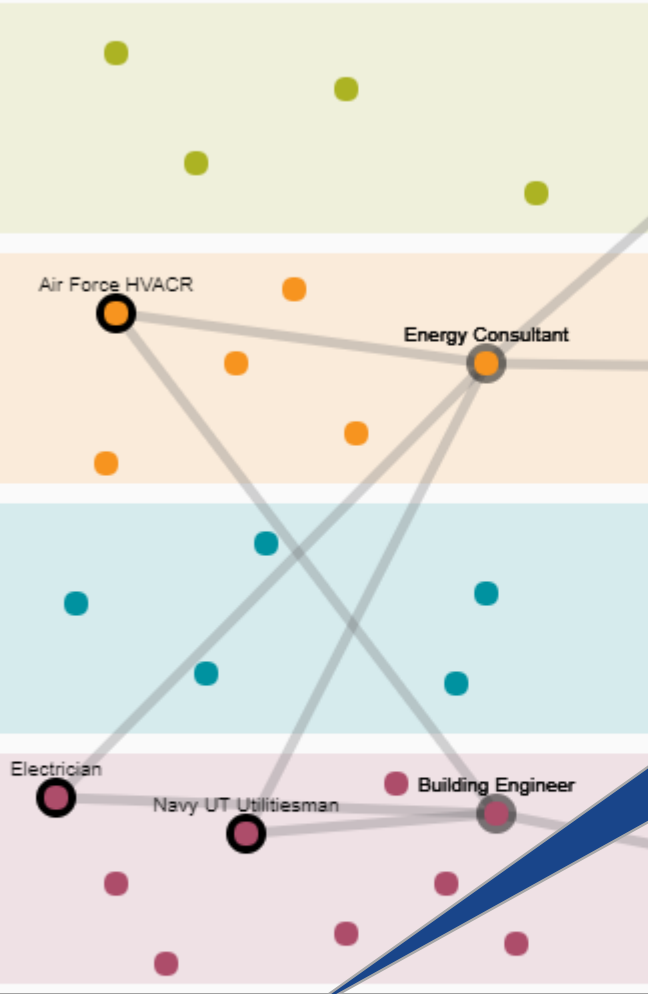 Air Force HVACR
Energy Consultant
Electrician
Building Engineer
Navy UT Utilitiesman